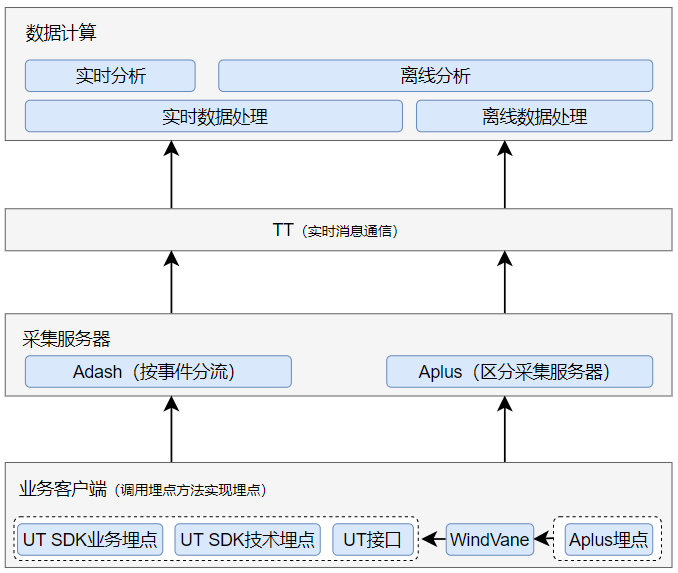 数据计算
实时分析
离线分析
实时数据处理
离线数据处理
TT（实时消息通信）
采集服务器
Adash（按事件分流）
Aplus（区分采集服务器）
业务客户端（调用埋点方法实现埋点）
UT SDK业务埋点
UT SDK技术埋点
UT接口
WindVane
Aplus埋点